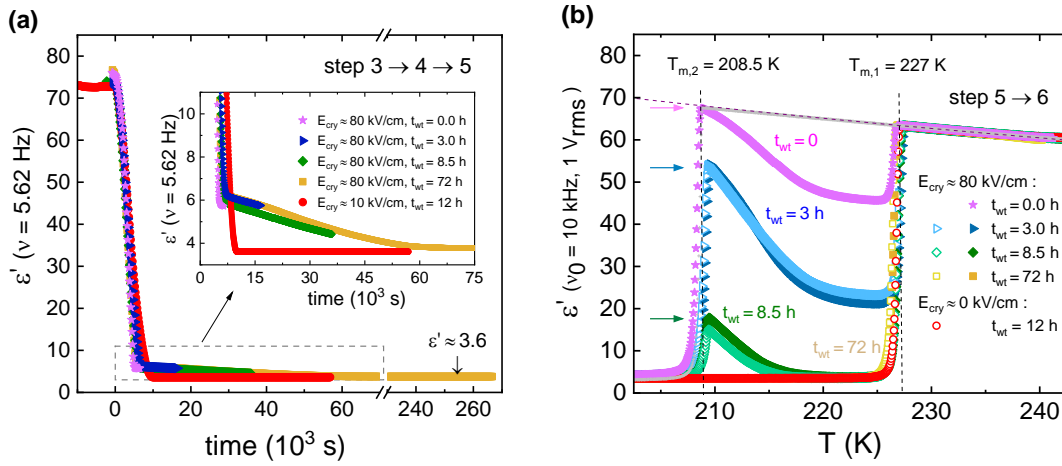 (a)
step 3 → 4 → 5
ε' (ν = 5.62 Hz)
80
70
60
50
40
30
20
10
0
0
20
40
60
240
260
time (10³ s)
ε' ≈ 3.6
ε' (ν = 5.62 Hz)
10
8
6
4
0
15
30
45
60
75
time (10³ s)
E_cry ≈ 80 kV/cm, t_wt = 0.0 h
E_cry ≈ 80 kV/cm, t_wt = 3.0 h
E_cry ≈ 80 kV/cm, t_wt = 8.5 h
E_cry ≈ 80 kV/cm, t_wt = 72 h
E_cry ≈ 10 kV/cm, t_wt = 12 h
(b)
T_m,2 = 208.5 K
T_m,1 = 227 K
step 5 → 6
ε' (ν0 = 10 kHz, 1 V_rms)
80
70
60
50
40
30
20
10
0
210
220
230
240
T (K)
t_wt = 0
t_wt = 3 h
t_wt = 8.5 h
t_wt = 72 h
E_cry ≈ 80 kV/cm :
t_wt = 0.0 h
t_wt = 3.0 h
t_wt = 8.5 h
t_wt = 72 h
E_cry ≈ 0 kV/cm :
t_wt = 12 h